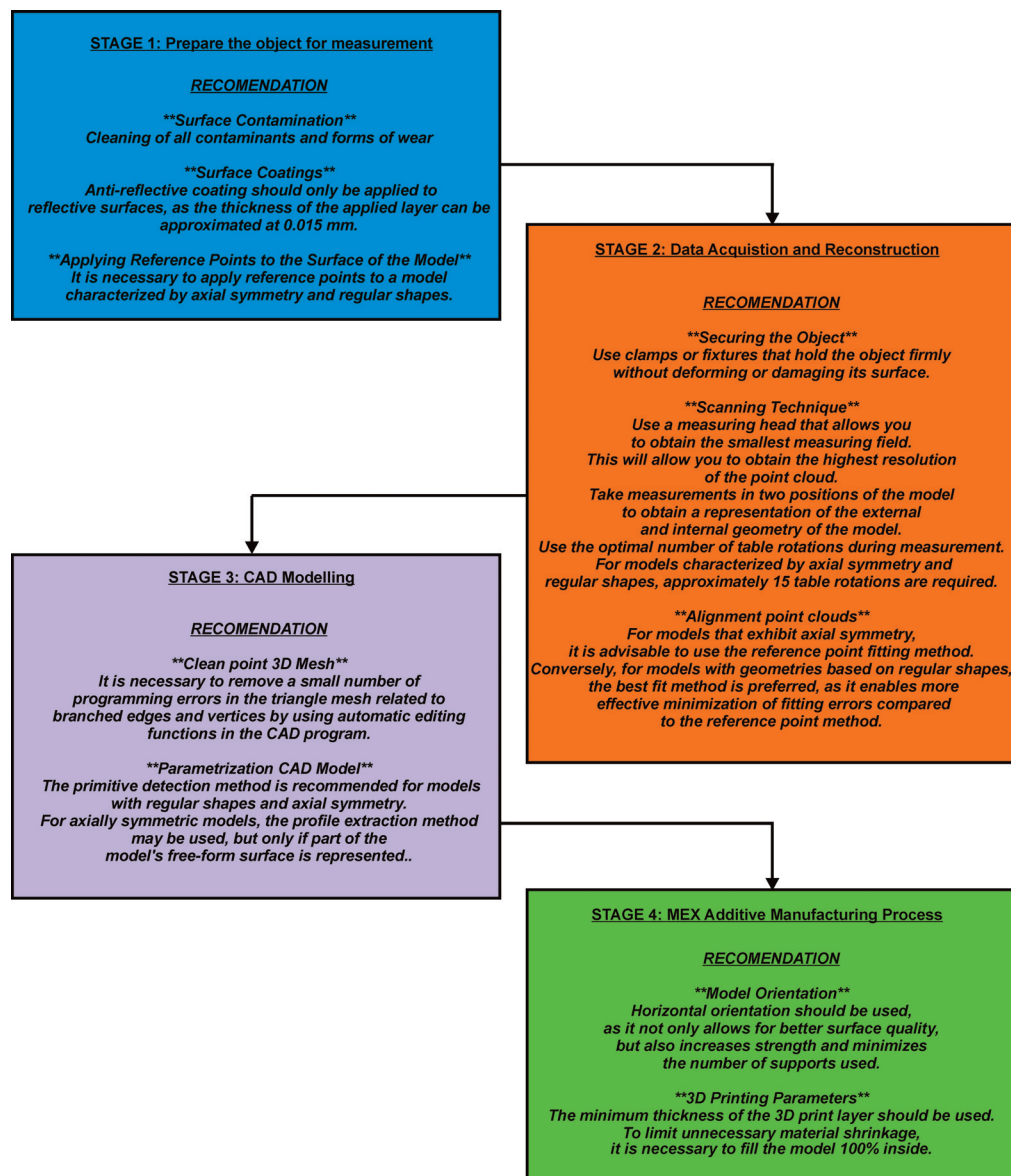 STAGE 1: Prepare the object for measurement
RECOMENDATION
**Surface Contamination**
Cleaning of all contaminants and forms of wear
**Surface Coatings**
Anti-reflective coating should only be applied to
reflective surfaces, as the thickness of the applied layer can be
approximated at 0.015 mm.
**Applying Reference Points to the Surface of the Model**
It is necessary to apply reference points to a model
characterized by axial symmetry and regular shapes.
STAGE 2: Data Acquistion and Reconstruction
RECOMENDATION
**Securing the Object**
Use clamps or fixtures that hold the object firmly
without deforming or damaging its surface.
**Scanning Technique**
Use a measuring head that allows you
to obtain the smallest measuring field.
This will allow you to obtain the highest resolution
of the point cloud.
Take measurements in two positions of the model
to obtain a representation of the external
and internal geometry of the model.
Use the optimal number of table rotations during measurement.
For models characterized by axial symmetry and
regular shapes, approximately 15 table rotations are required.
**Alignment point clouds**
For models that exhibit axial symmetry,
it is advisable to use the reference point fitting method.
Conversely, for models with geometries based on regular shapes,
the best fit method is preferred, as it enables more
effective minimization of fitting errors compared
to the reference point method.
STAGE 3: CAD Modelling
RECOMENDATION
**Clean point 3D Mesh**
It is necessary to remove a small number of
programming errors in the triangle mesh related to
branched edges and vertices by using automatic editing
functions in the CAD program.
**Parametrization CAD Model**
The primitive detection method is recommended for models
with regular shapes and axial symmetry.
For axially symmetric models, the profile extraction method
may be used, but only if part of the
model's free-form surface is represented..
STAGE 4: MEX Additive Manufacturing Process
RECOMENDATION
**Model Orientation**
Horizontal orientation should be used,
as it not only allows for better surface quality,
but also increases strength and minimizes
the number of supports used.
**3D Printing Parameters**
The minimum thickness of the 3D print layer should be used.
To limit unnecessary material shrinkage,
it is necessary to fill the model 100% inside.